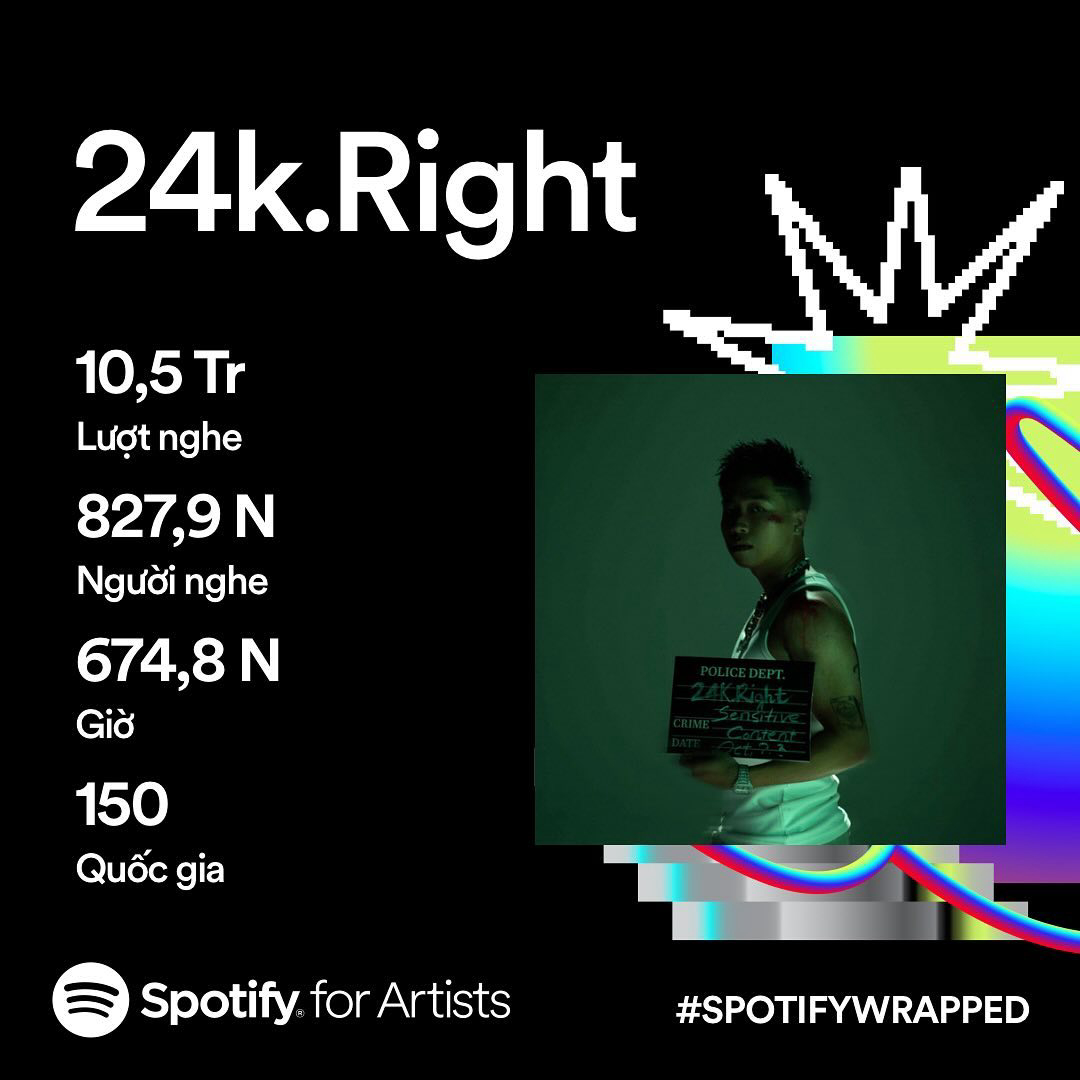 24k.Right
10,5 Tr
Lượt nghe
827,9 N
Người nghe
674,8 N
Giờ
150
Quốc gia
POLICE DEPT.
24K.Right
Sensitive
CRIME
Content
DATE
Spotify® for Artists
#SPOTIFYWRAPPED